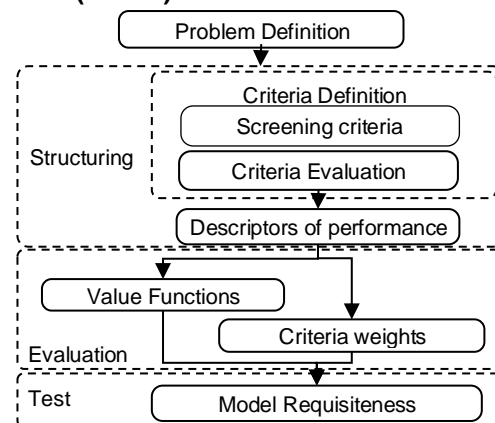 Problem Definition
Criteria Definition
Screening criteria
Structuring
Criteria Evaluation
Descriptors of performance
Value Functions
Criteria weights
Evaluation
Test
Model Requisiteness